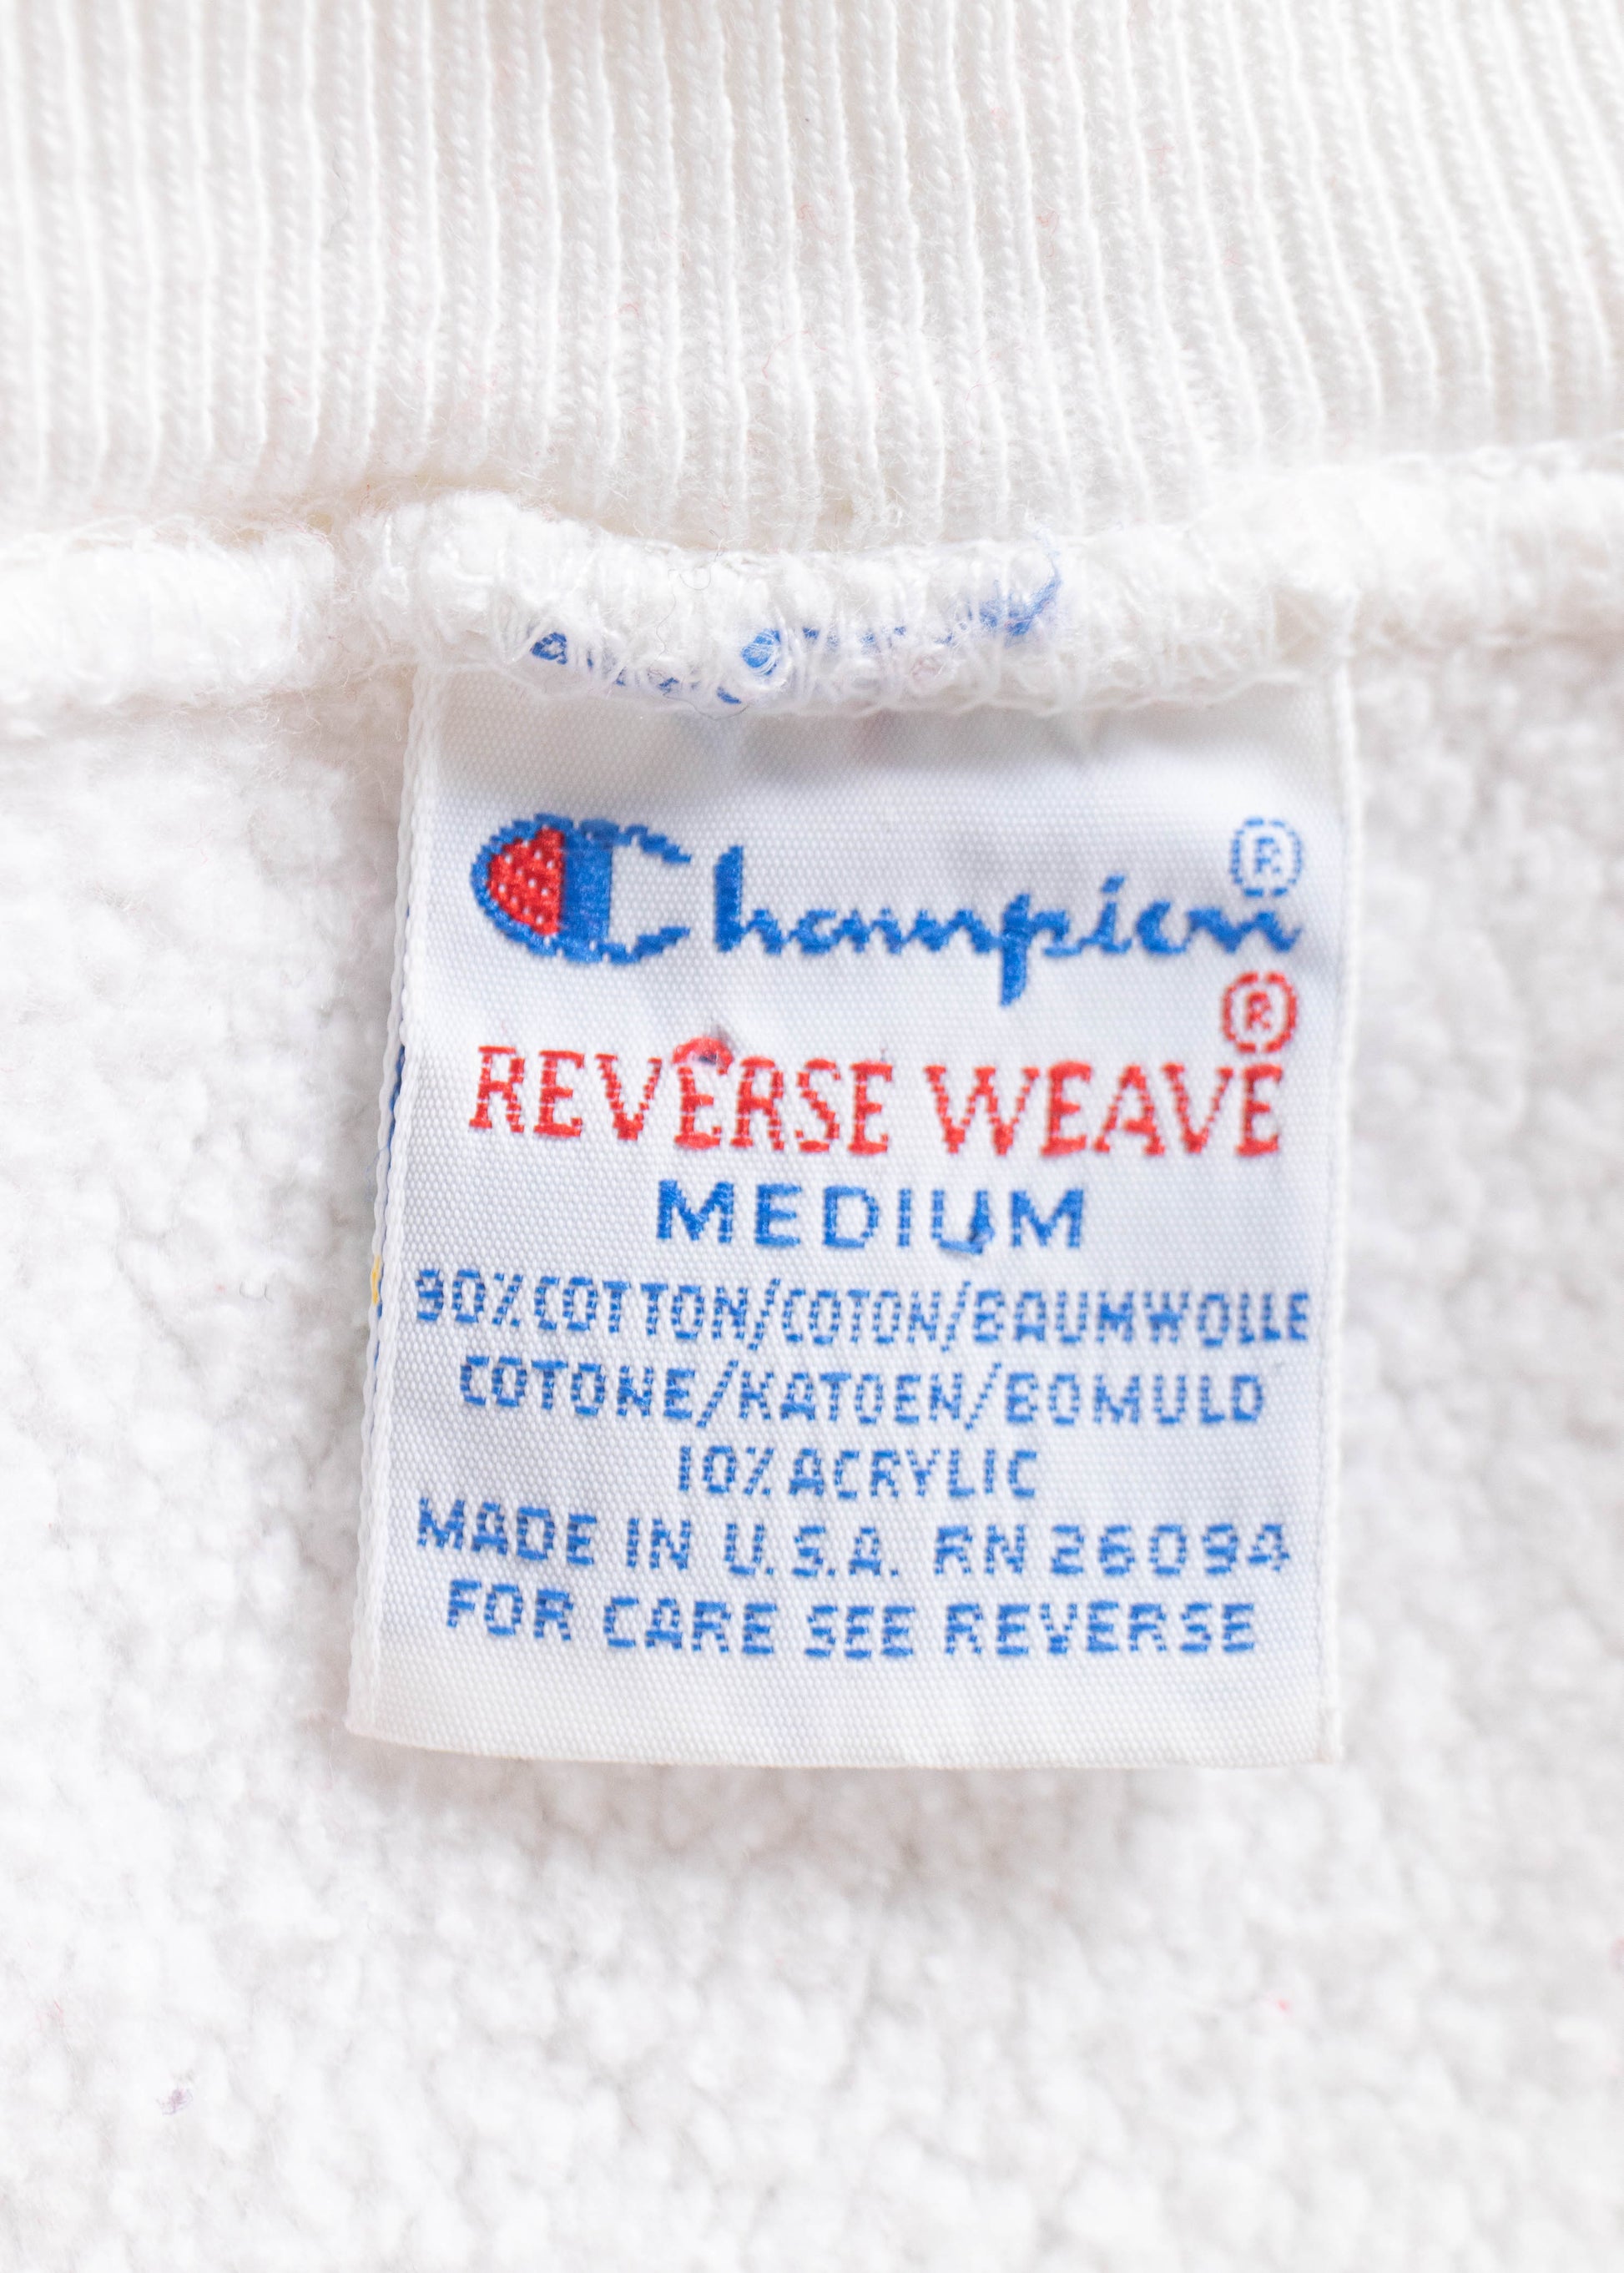 Champion®
REVERSE WEAVE®
MEDIUM
90% COTTON/COTON/BAUMWOLLE
COTONE/KATOEN/BOMULD
10% ACRYLIC
MADE IN U.S.A. RN 26094
FOR CARE SEE REVERSE